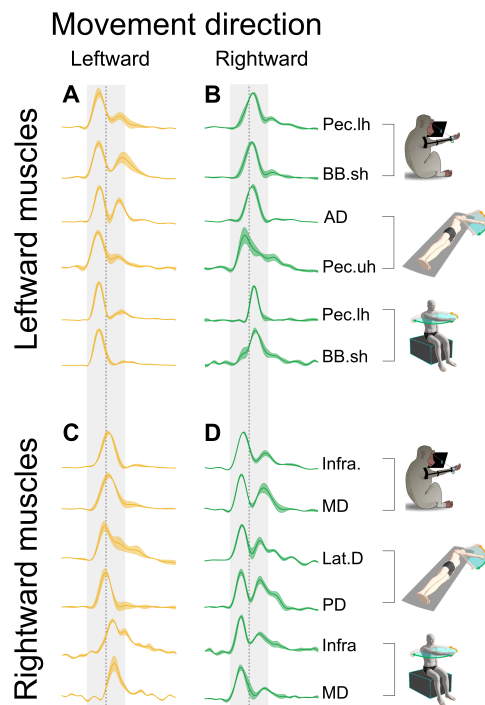 Movement direction
Leftward Rightward
A B
Leftward muscles
Pec.lh
BB.sh
AD
Pec.uh
Pec.lh
BB.sh
C D
Rightward muscles
Infra.
MD
Lat.D
PD
Infra
MD